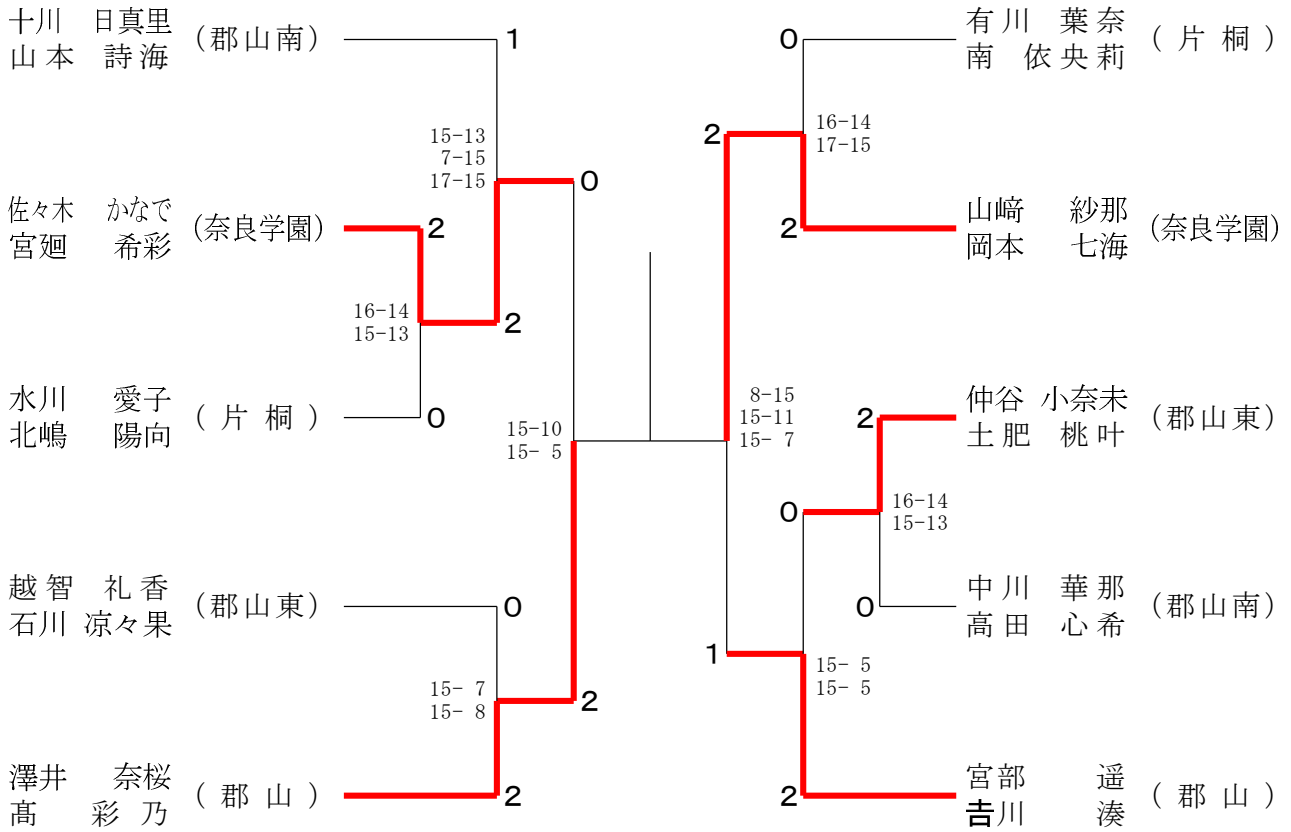 十川 日真里
山本 詩海
(郡山南)
1
15-13
7-15
17-15
0
佐々木 かなで
宮廻 希彩
(奈良学園)
2
16-14
15-13
2
水川 愛子
北嶋 陽向
(片桐)
0
15-10
15- 5
越智 礼香
石川 凉々果
(郡山東)
0
15- 7
15- 8
2
澤井 奈桜
髙 彩乃
(郡山)
2
0
有川 葉奈
南 依央莉
(片桐)
2
16-14
17-15
2
山﨑 紗那
岡本 七海
(奈良学園)
8-15
15-11
15- 7
2
仲谷 小奈未
土肥 桃叶
(郡山東)
0
16-14
15-13
0
中川 華那
高田 心希
(郡山南)
1
15- 5
15- 5
2
宮部 遥
𠮷川 湊
(郡山)